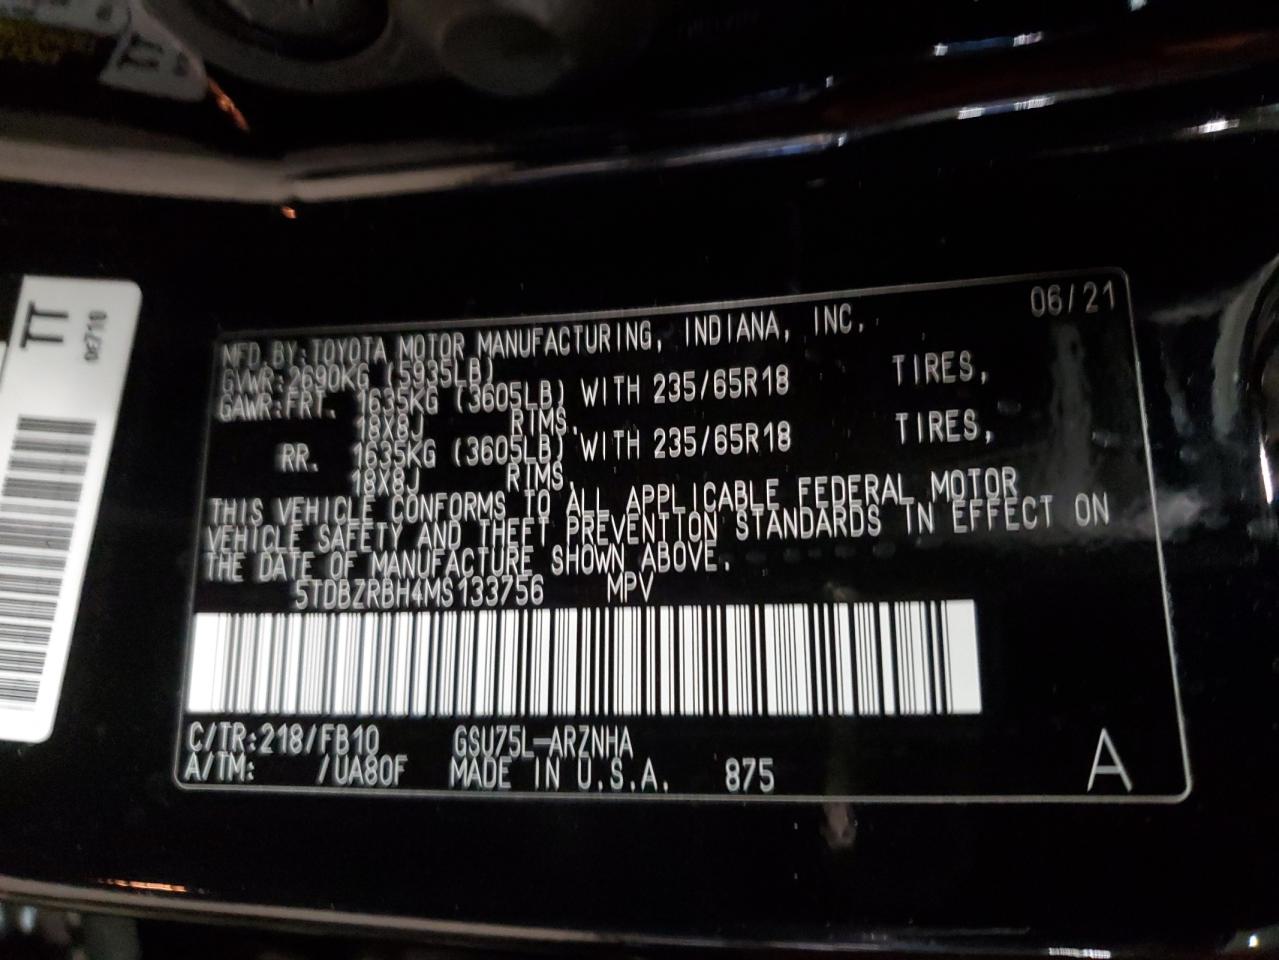 TT
MFD.BY:TOYOTA MOTOR MANUFACTURING, INDIANA, INC. 06/21
GVWR:2690KG (5935LB)
GAWR:FRT. 1635KG (3605LB) WITH 235/65R18 TIRES,
18X8J RIMS.
RR. 1635KG (3605LB) WITH 235/65R18 TIRES,
18X8J RIMS.
THIS VEHICLE CONFORMS TO ALL APPLICABLE FEDERAL MOTOR
VEHICLE SAFETY AND THEFT PREVENTION STANDARDS IN EFFECT ON
THE DATE OF MANUFACTURE SHOWN ABOVE.
5TDBZRBH4MS133756 MPV
C/TR:218/FB10 GSU75L-ARZNHA
A/TM: /UA80F MADE IN U.S.A. 875 A
TT